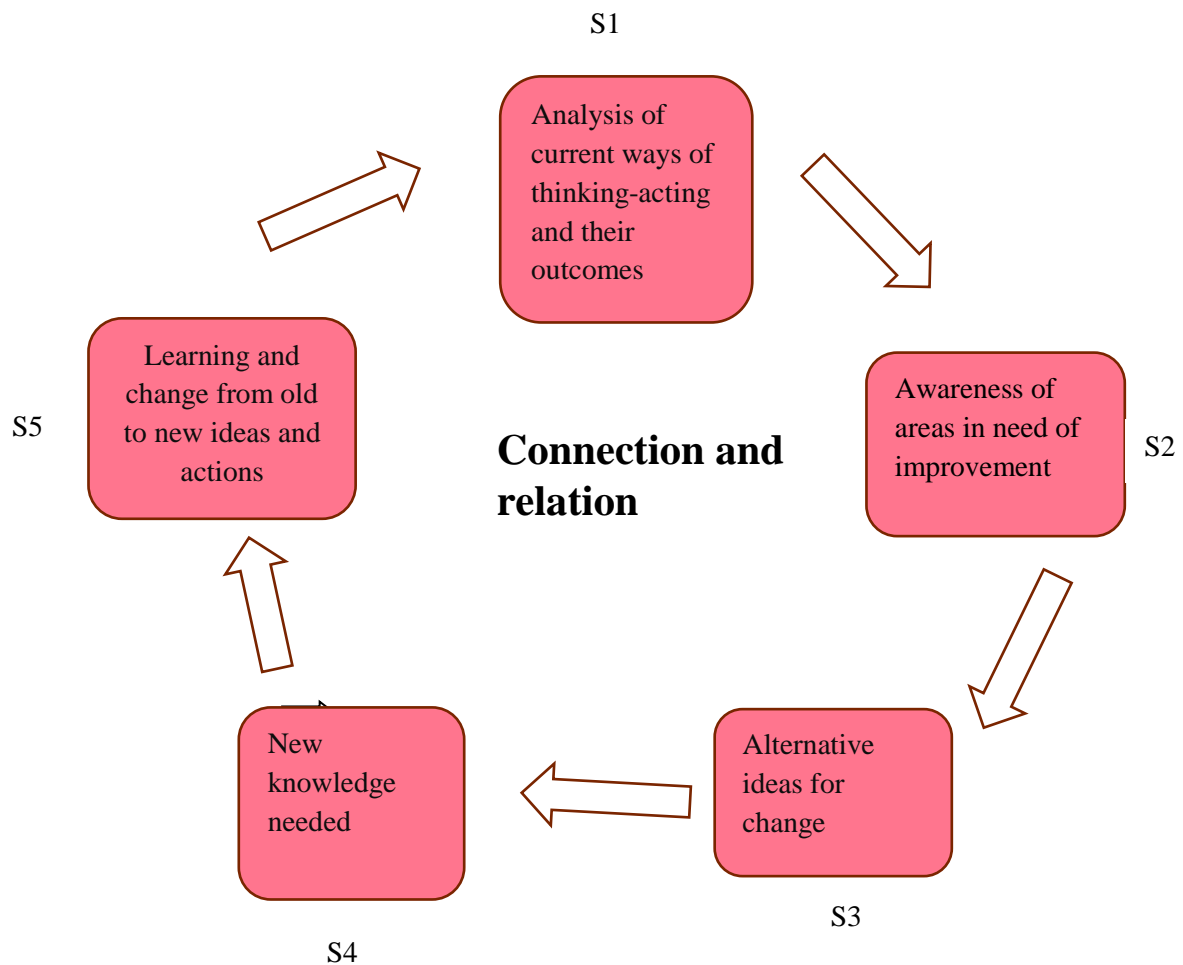 S1
Analysis of
current ways of
thinking-acting
and their
outcomes
Learning and
change from old
to new ideas and
actions
S5
Awareness of
areas in need of
improvement
S2
Connection and
relation
New
knowledge
needed
Alternative
ideas for
change
S3
S4